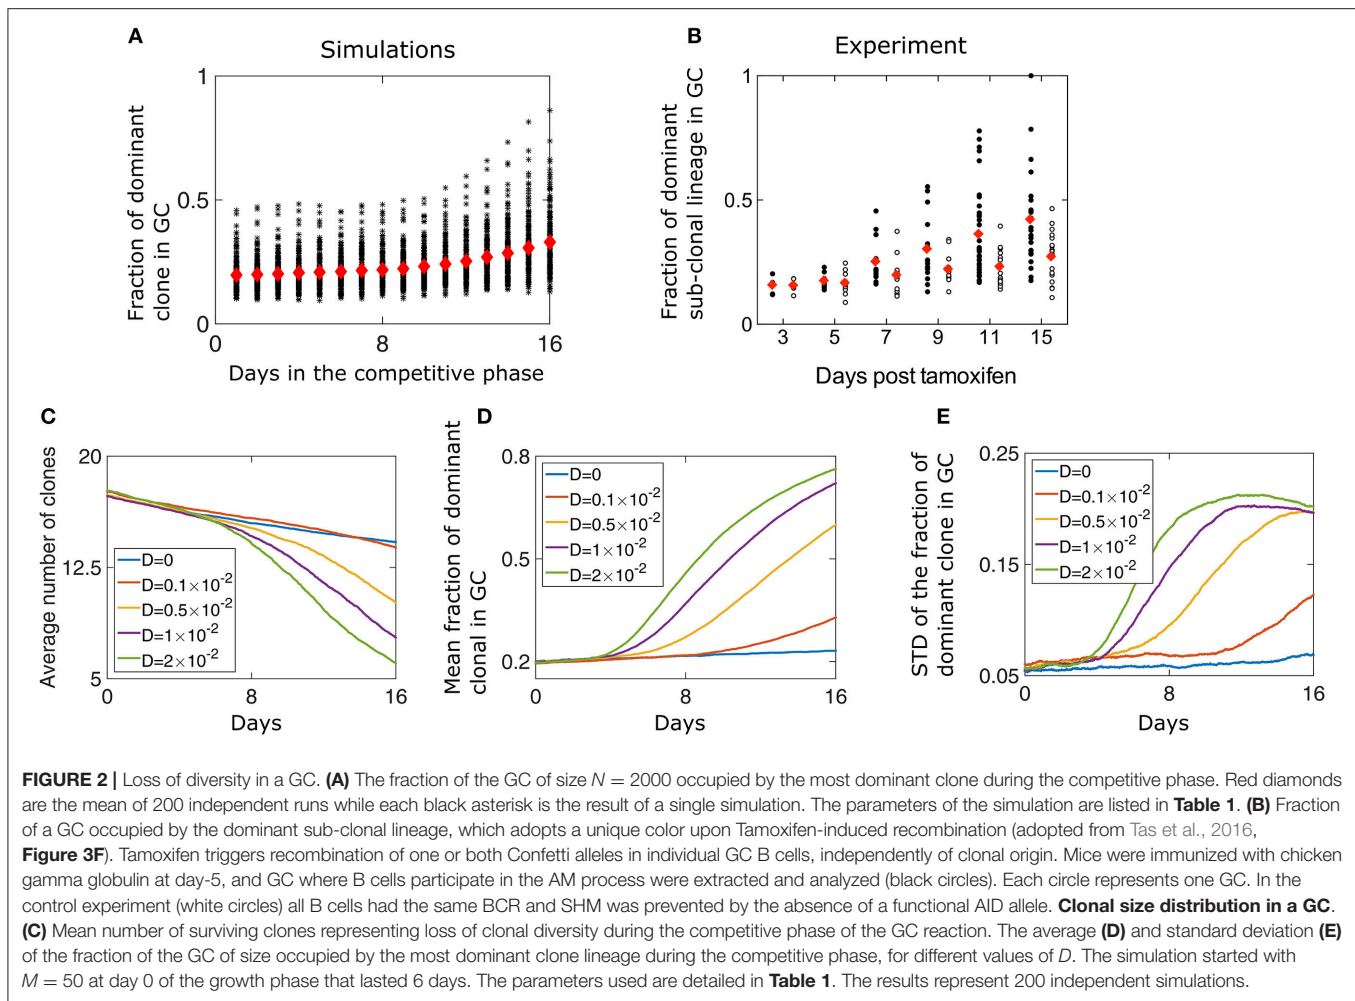 A
Simulations
Fraction of dominant
clone in GC
1
0.5
0
0
8
16
Days in the competitive phase
B
Experiment
Fraction of dominant
sub-clonal lineage in GC
1
0.5
0
3
5
7
9
11
15
Days post tamoxifen
C
Average number of clones
20
12.5
5
D=0
D=0.1×10-2
D=0.5×10-2
D=1×10-2
D=2×10-2
0
8
16
Days
D
Mean fraction of dominant
clonal in GC
0.8
0.5
0.2
D=0
D=0.1×10-2
D=0.5×10-2
D=1×10-2
D=2×10-2
0
8
16
Days
E
STD of the fraction of
dominant clone in GC
0.25
0.15
0.05
D=0
D=0.1×10-2
D=0.5×10-2
D=1×10-2
D=2×10-2
0
8
16
Days
FIGURE 2 | Loss of diversity in a GC. (A) The fraction of the GC of size N = 2000 occupied by the most dominant clone during the competitive phase. Red diamonds
are the mean of 200 independent runs while each black asterisk is the result of a single simulation. The parameters of the simulation are listed in Table 1. (B) Fraction
of a GC occupied by the dominant sub-clonal lineage, which adopts a unique color upon Tamoxifen-induced recombination (adopted from Tas et al., 2016,
Figure 3F). Tamoxifen triggers recombination of one or both Confetti alleles in individual GC B cells, independently of clonal origin. Mice were immunized with chicken
gamma globulin at day-5, and GC where B cells participate in the AM process were extracted and analyzed (black circles). Each circle represents one GC. In the
control experiment (white circles) all B cells had the same BCR and SHM was prevented by the absence of a functional AID allele. Clonal size distribution in a GC.
(C) Mean number of surviving clones representing loss of clonal diversity during the competitive phase of the GC reaction. The average (D) and standard deviation (E)
of the fraction of the GC of size occupied by the most dominant clone lineage during the competitive phase, for different values of D. The simulation started with
M = 50 at day 0 of the growth phase that lasted 6 days. The parameters used are detailed in Table 1. The results represent 200 independent simulations.